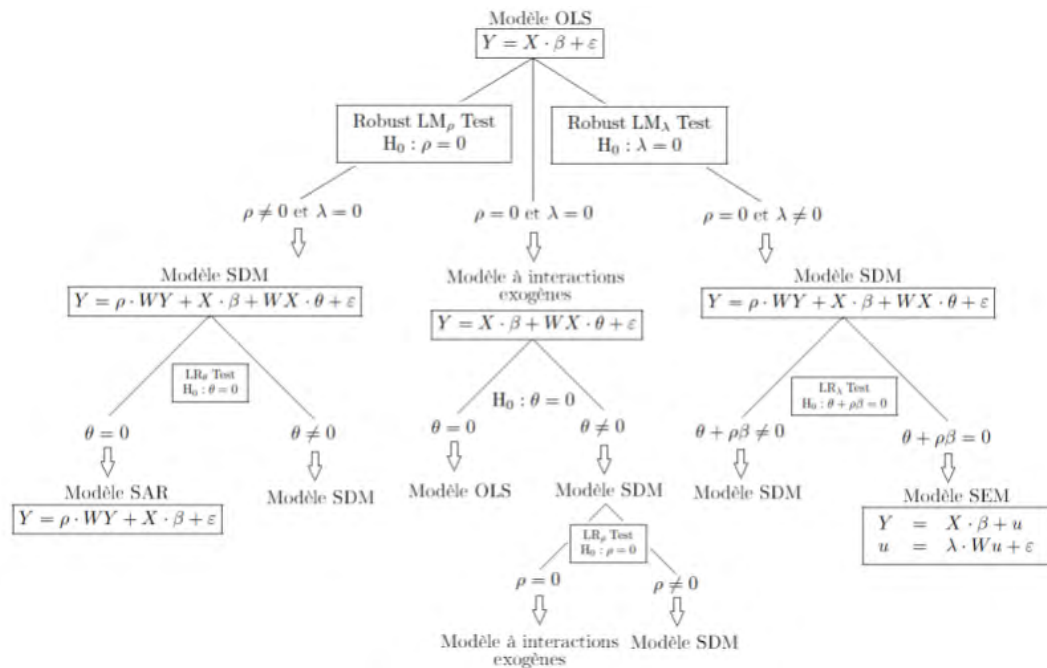 Modèle OLS
Y = X · β + ε
Robust LMρ Test
H₀ : ρ = 0
Robust LMλ Test
H₀ : λ = 0
ρ ≠ 0 et λ = 0
ρ = 0 et λ = 0
ρ = 0 et λ ≠ 0
Modèle SDM
Y = ρ · WY + X · β + WX · θ + ε
Modèle à interactions
exogènes
Y = X · β + WX · θ + ε
Modèle SDM
Y = ρ · WY + X · β + WX · θ + ε
LRθ Test
H₀ : θ = 0
H₀ : θ = 0
LRλ Test
H₀ : θ + ρβ = 0
θ = 0
θ ≠ 0
θ = 0
θ ≠ 0
θ + ρβ ≠ 0
θ + ρβ = 0
Modèle SAR
Y = ρ · WY + X · β + ε
Modèle SDM
Modèle OLS
Modèle SDM
Modèle SDM
Modèle SEM
Y = X · β + u
u = λ · Wu + ε
LRρ Test
H₀ : ρ = 0
ρ = 0
ρ ≠ 0
Modèle à interactions
exogènes
Modèle SDM